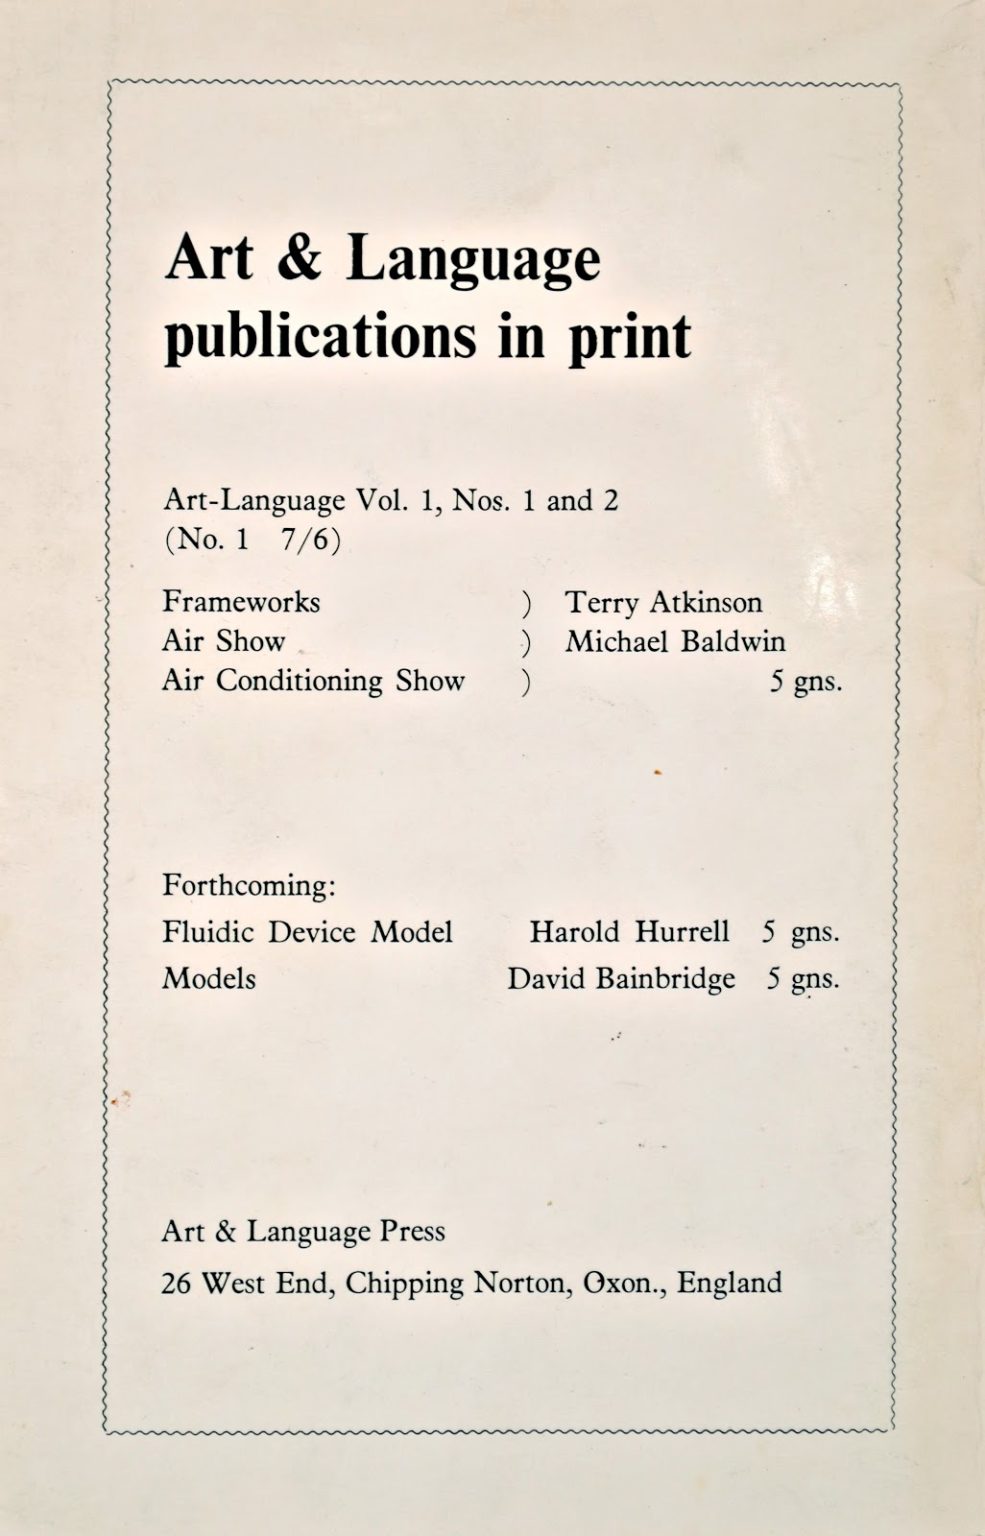 Art & Language
publications in print
Art-Language Vol. 1, Nos. 1 and 2
(No. 1 7/6)
Frameworks ) Terry Atkinson
Air Show ) Michael Baldwin
Air Conditioning Show ) 5 gns.
Forthcoming:
Fluidic Device Model Harold Hurrell 5 gns.
Models David Bainbridge 5 gns.
Art & Language Press
26 West End, Chipping Norton, Oxon., England